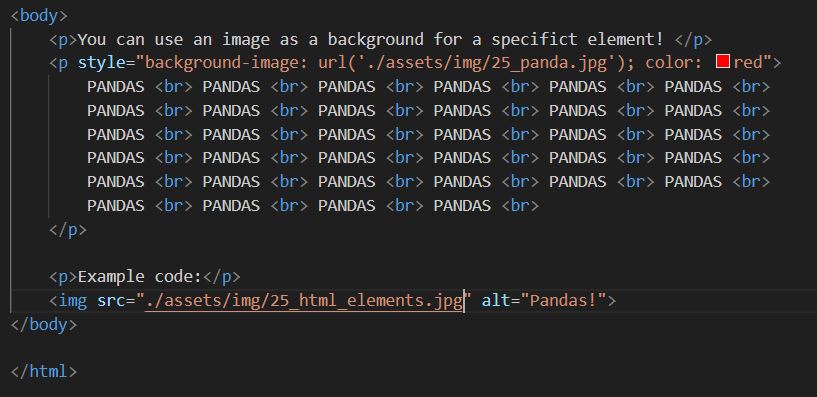 <body>
<p>You can use an image as a background for a specifict element! </p>
<p style="background-image: url('./assets/img/25_panda.jpg'); color: red">
PANDAS <br> PANDAS <br> PANDAS <br> PANDAS <br> PANDAS <br> PANDAS <br>
PANDAS <br> PANDAS <br> PANDAS <br> PANDAS <br> PANDAS <br> PANDAS <br>
PANDAS <br> PANDAS <br> PANDAS <br> PANDAS <br> PANDAS <br> PANDAS <br>
PANDAS <br> PANDAS <br> PANDAS <br> PANDAS <br> PANDAS <br> PANDAS <br>
PANDAS <br> PANDAS <br> PANDAS <br> PANDAS <br> PANDAS <br> PANDAS <br>
PANDAS <br> PANDAS <br> PANDAS <br> PANDAS <br>
</p>
<p>Example code:</p>
<img src="./assets/img/25_html_elements.jpg" alt="Pandas!">
</body>
</html>